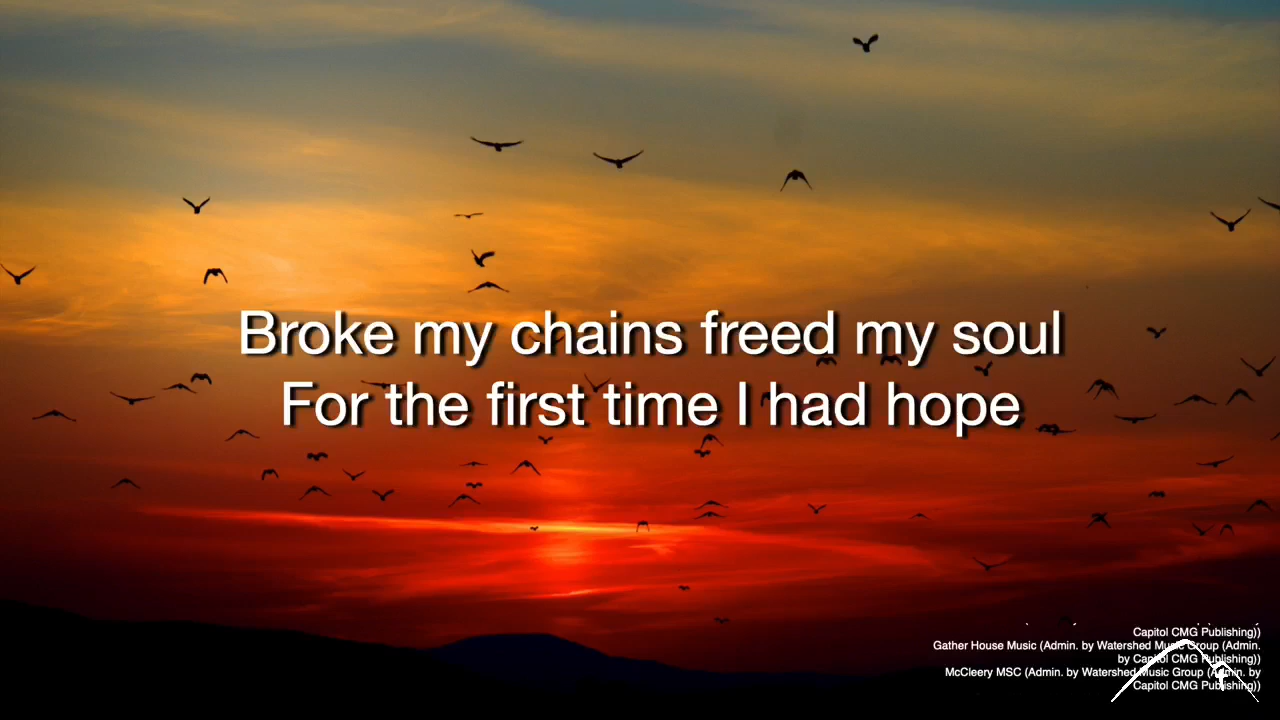 Broke my chains freed my soul
For the first time I had hope
Capitol CMG Publishing))
Gather House Music (Admin. by Watershed Music Group (Admin.
by Capitol CMG Publishing))
McCleery MSC (Admin. by Watershed Music Group (Admin. by
Capitol CMG Publishing))